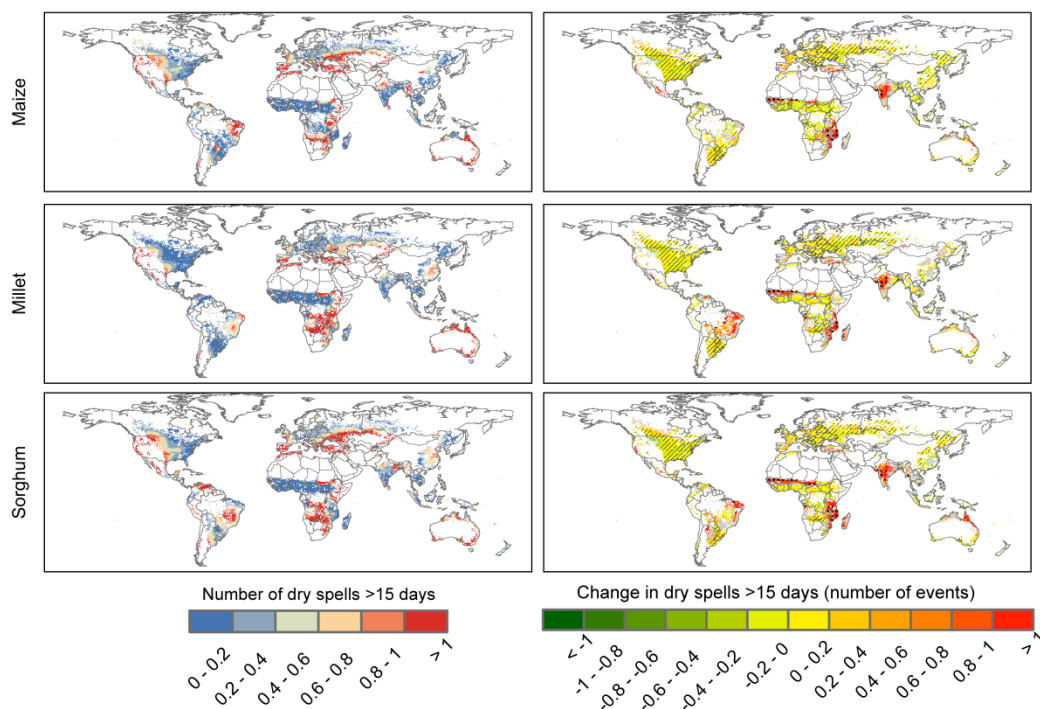 Maize
Millet
Sorghum
Number of dry spells >15 days
0 - 0.2
0.2 - 0.4
0.4 - 0.6
0.6 - 0.8
0.8 - 1
> 1
Change in dry spells >15 days (number of events)
< -1
-1 - -0.8
-0.8 - -0.6
-0.6 - -0.4
-0.4 - -0.2
-0.2 - 0
0 - 0.2
0.2 - 0.4
0.4 - 0.6
0.6 - 0.8
0.8 - 1
> 1